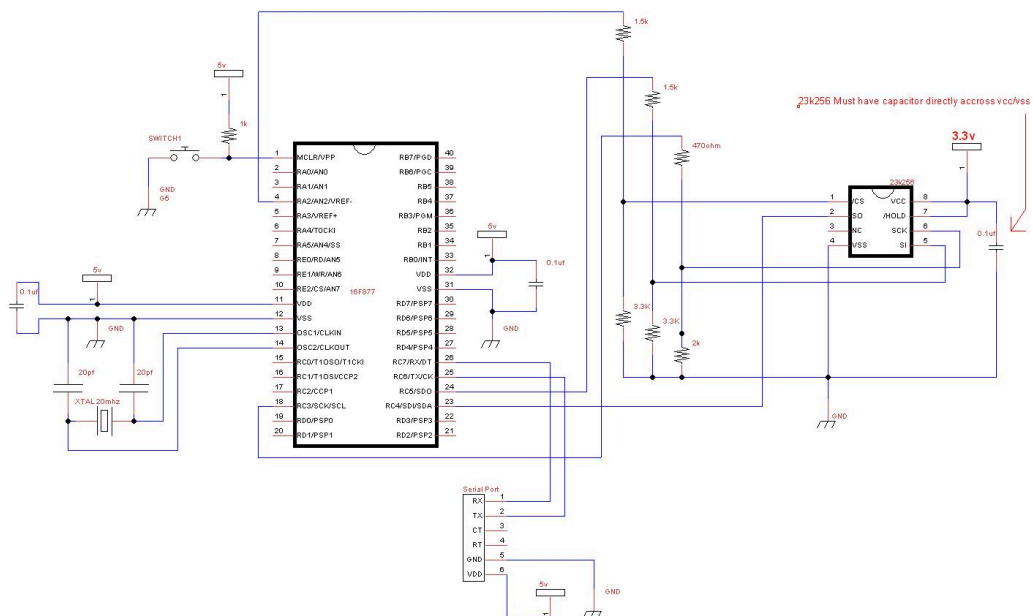 1.5k
5v
1
1k
1.5k
23k256 Must have capacitor directly accross vcc/vss
SWITCH1
3.3v
1
470ohm
GND
G5
23k256
1 MCLR/VPP RB7/PGD 40
2 RA0/AN0 RB6/PGC 39
3 RA1/AN1 RB5 38
4 RA2/AN2/VREF- RB4 37
5 RA3/VREF+ RB3/PGM 36
6 RA4/TOCKI RB2 35
7 RA5/AN4/SS RB1 34
8 RE0/RD/AN5 RB0/INT 33
9 RE1/WR/AN6 VDD 32
10 RE2/CS/AN7 VSS 31
11 VDD RD7/PSP7 30
12 VSS RD6/PSP6 29
13 OSC1/CLKIN RD5/PSP5 28
14 OSC2/CLKOUT RD4/PSP4 27
15 RC0/T1OSO/T1CKI RC7/RX/DT 26
16 RC1/T1OSI/CCP2 RC6/TX/CK 25
17 RC2/CCP1 RC5/SDO 24
18 RC3/SCK/SCL RC4/SDI/SDA 23
19 RD0/PSP0 RD3/PSP3 22
20 RD1/PSP1 RD2/PSP2 21
16F877
1 /CS VCC 8
2 SO /HOLD 7
3 NC SCK 6
4 VSS SI 5
0.1uf
5v
1
0.1uf
GND
5v
1
0.1uf
GND
3.3K
3.3K
2k
20pf
20pf
XTAL20mhz
GND
Serial Port
RX 1
TX 2
CT 3
RT 4
GND 5
VDD 6
5v
1
GND